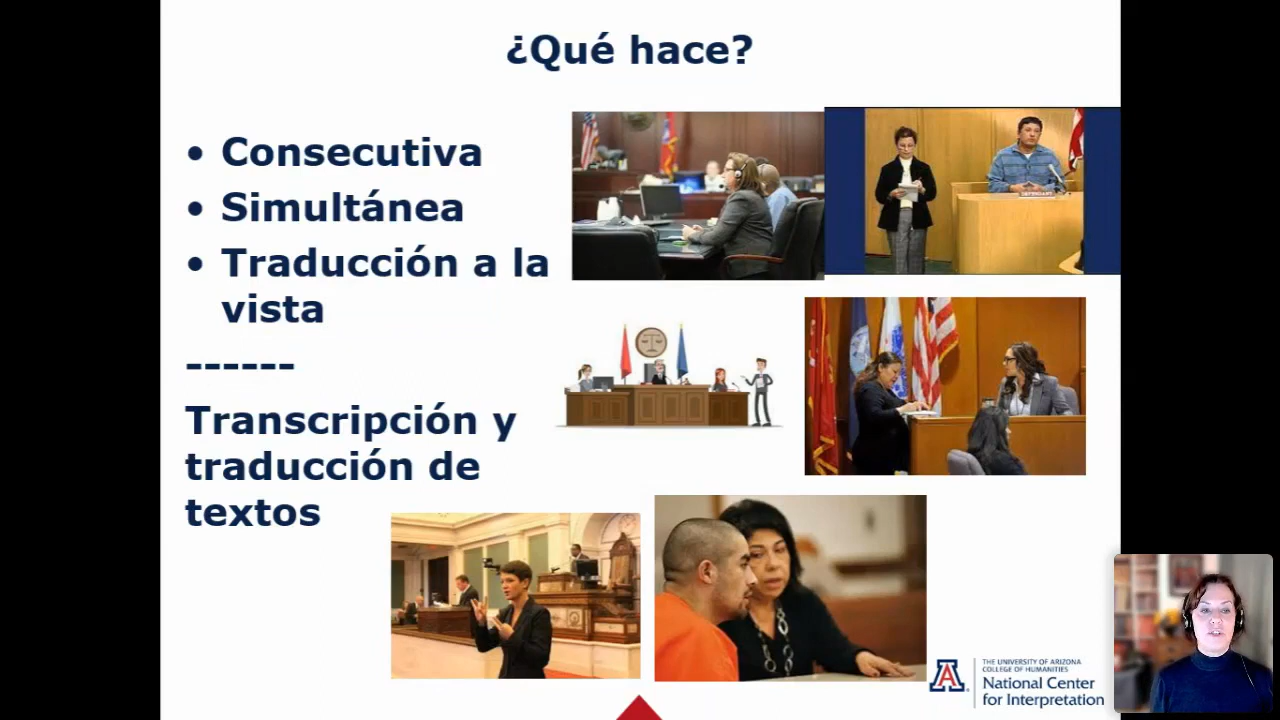 ¿Qué hace?
• Consecutiva
• Simultánea
• Traducción a la
vista
------
Transcripción y
traducción de
textos
DEFENDANT
THE UNIVERSITY OF ARIZONA
COLLEGE OF HUMANITIES
National Center
for Interpretation